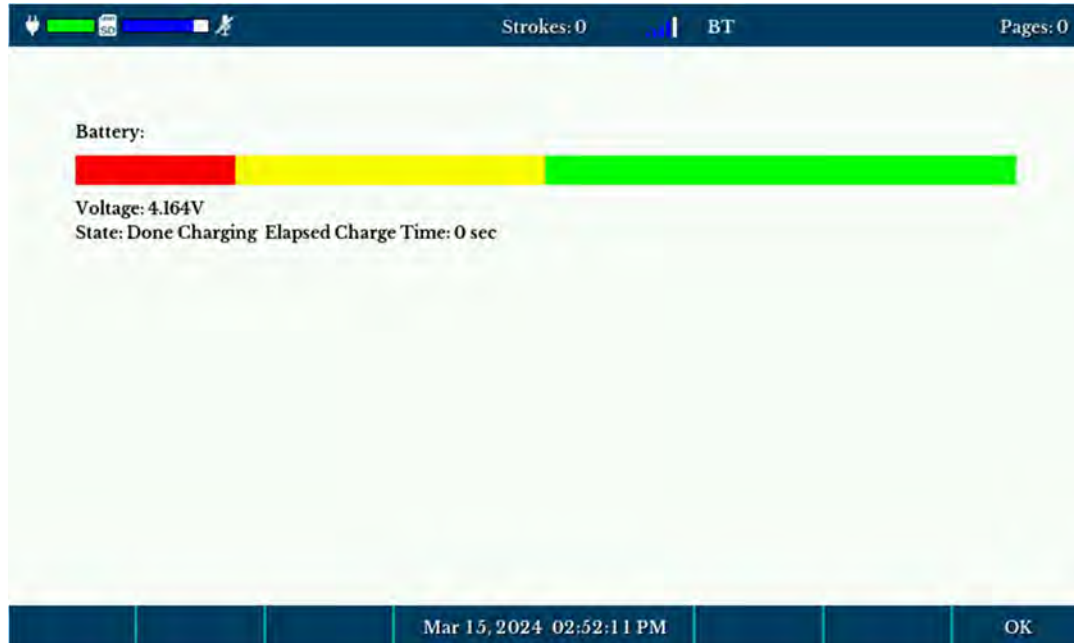 SD Strokes: 0 BT Pages: 0
Battery:
Voltage: 4.164V
State: Done Charging Elapsed Charge Time: 0 sec
Mar 15, 2024 02:52:11 PM OK